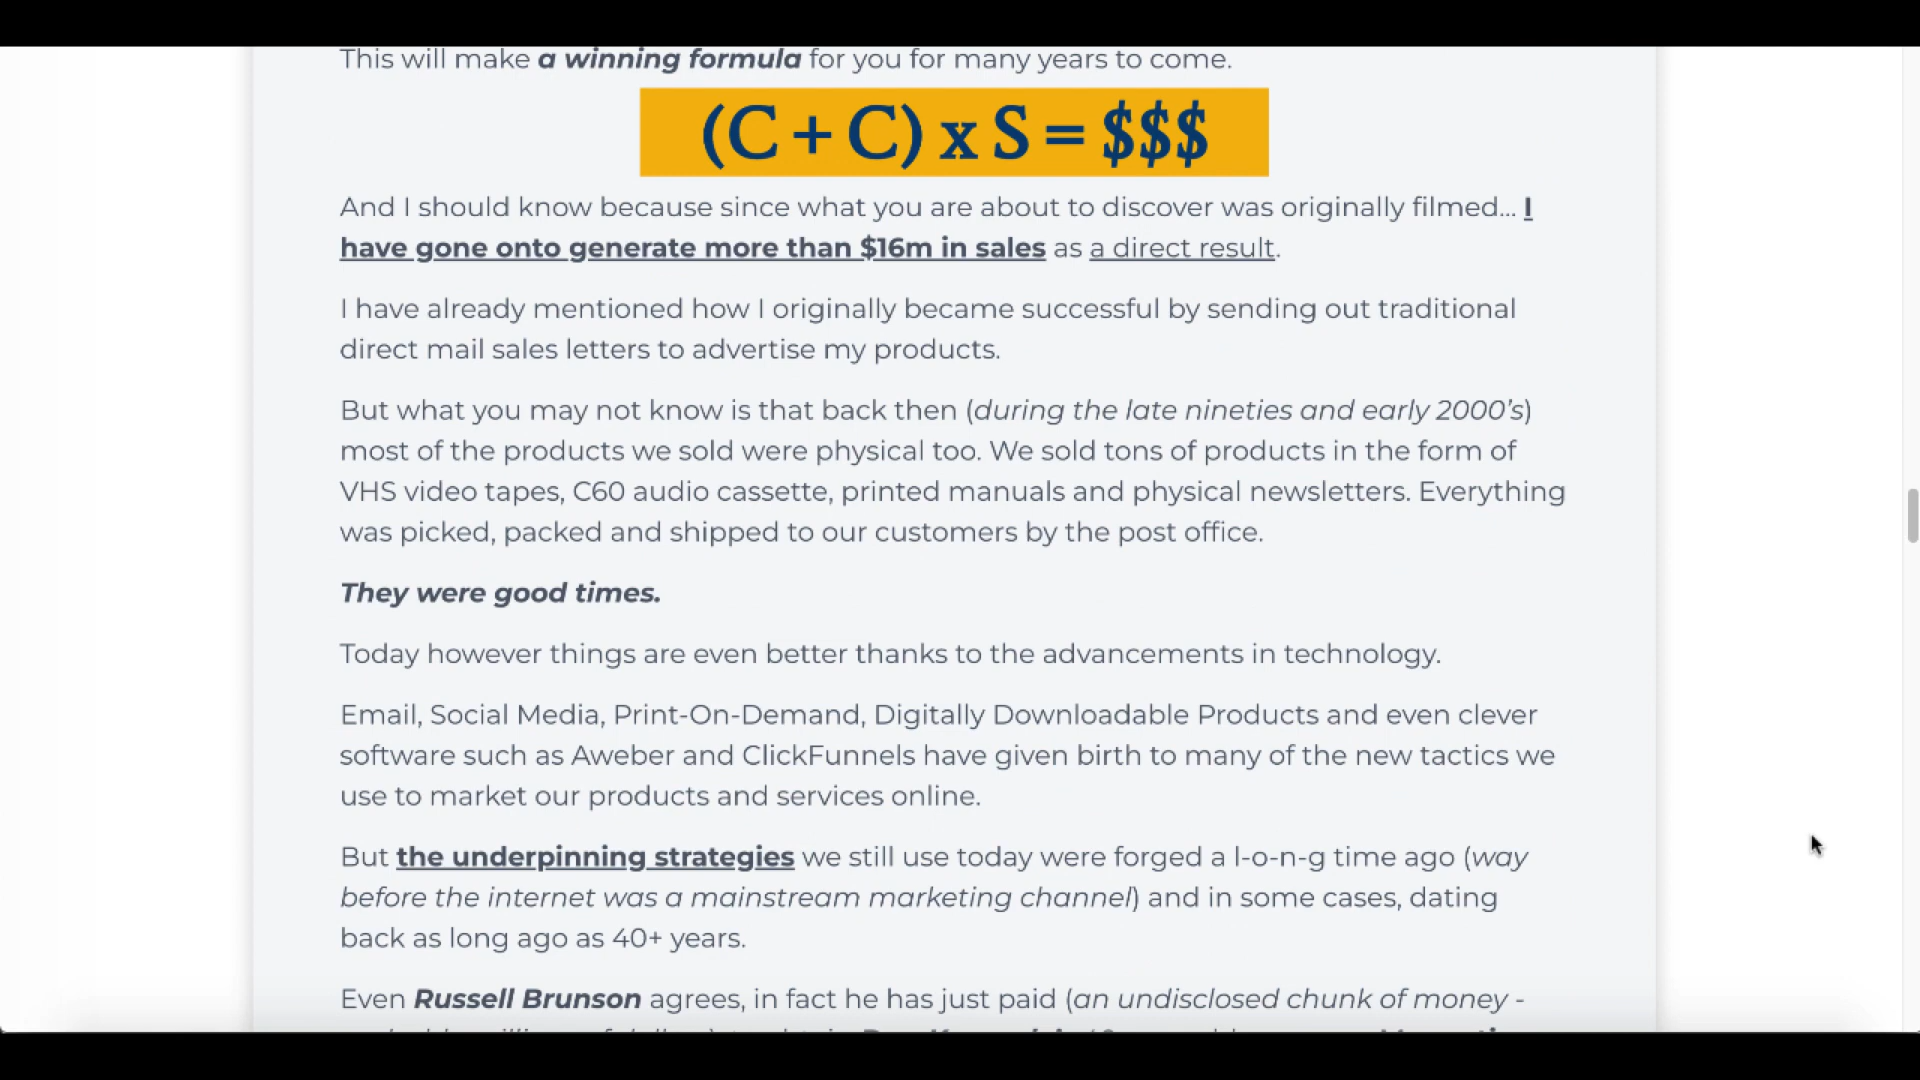 This will make a winning formula for you for many years to come.
(C + C) x S = $$$
And I should know because since what you are about to discover was originally filmed... I
have gone onto generate more than $16m in sales as a direct result.
I have already mentioned how I originally became successful by sending out traditional
direct mail sales letters to advertise my products.
But what you may not know is that back then (during the late nineties and early 2000's)
most of the products we sold were physical too. We sold tons of products in the form of
VHS video tapes, C60 audio cassette, printed manuals and physical newsletters. Everything
was picked, packed and shipped to our customers by the post office.
They were good times.
Today however things are even better thanks to the advancements in technology.
Email, Social Media, Print-On-Demand, Digitally Downloadable Products and even clever
software such as Aweber and ClickFunnels have given birth to many of the new tactics we
use to market our products and services online.
But the underpinning strategies we still use today were forged a l-o-n-g time ago (way
before the internet was a mainstream marketing channel) and in some cases, dating
back as long ago as 40+ years.
Even Russell Brunson agrees, in fact he has just paid (an undisclosed chunk of money -